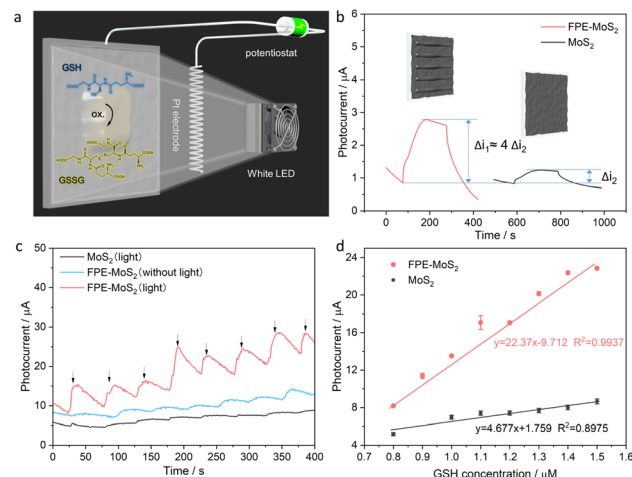 a
GSH
ox.
GSSG
Pt electrode
potentiostat
White LED
b
Photocurrent / μA
6
5
4
3
2
1
0
FPE-MoS₂
MoS₂
Δi₁≈ 4 Δi₂
Δi₂
0 200 400 600 800 1000
Time / s
c
Photocurrent / μA
50
40
30
20
10
0
MoS₂(light)
FPE-MoS₂(without light)
FPE-MoS₂(light)
0 50 100 150 200 250 300 350 400
Time / s
d
Photocurrent / μA
24
20
16
12
8
4
FPE-MoS₂
MoS₂
y=22.37x-9.712 R²=0.9937
y=4.677x+1.759 R²=0.8975
0.7 0.8 0.9 1.0 1.1 1.2 1.3 1.4 1.5 1.6
GSH concentration / μM